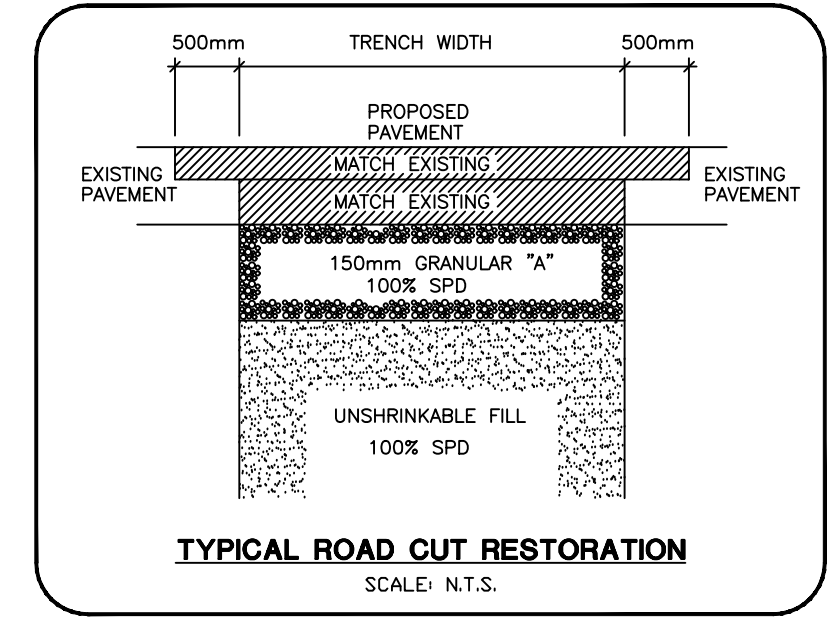 500mm TRENCH WIDTH 500mm
PROPOSED
PAVEMENT
EXISTING
PAVEMENT
MATCH EXISTING
MATCH EXISTING
EXISTING
PAVEMENT
150mm GRANULAR "A"
100% SPD
UNSHRINKABLE FILL
100% SPD
TYPICAL ROAD CUT RESTORATION
SCALE: N.T.S.